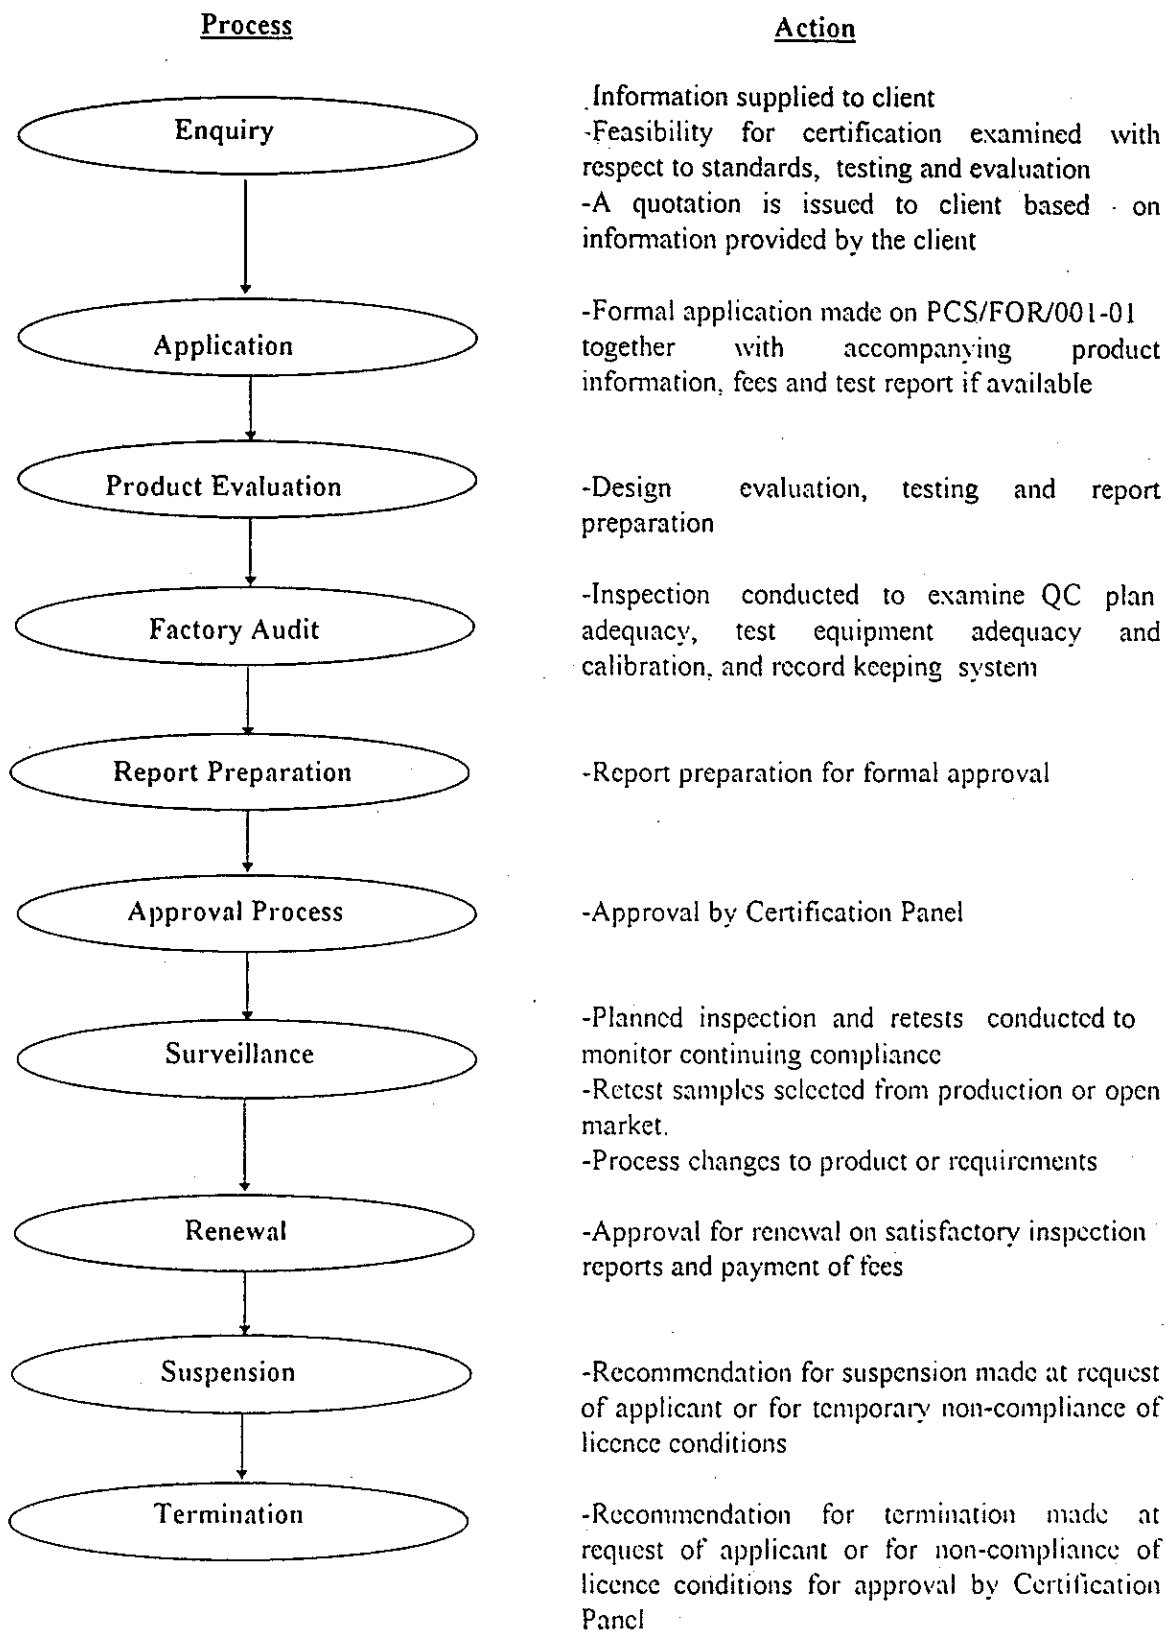 Process
Action
Enquiry
Information supplied to client
-Feasibility for certification examined with
respect to standards, testing and evaluation
-A quotation is issued to client based on
information provided by the client
Application
-Formal application made on PCS/FOR/001-01
together with accompanying product
information, fees and test report if available
Product Evaluation
-Design evaluation, testing and report
preparation
Factory Audit
-Inspection conducted to examine QC plan
adequacy, test equipment adequacy and
calibration, and record keeping system
Report Preparation
-Report preparation for formal approval
Approval Process
-Approval by Certification Panel
Surveillance
-Planned inspection and retests conducted to
monitor continuing compliance
-Retest samples selected from production or open
market.
-Process changes to product or requirements
Renewal
-Approval for renewal on satisfactory inspection
reports and payment of fees
Suspension
-Recommendation for suspension made at request
of applicant or for temporary non-compliance of
licence conditions
Termination
-Recommendation for termination made at
request of applicant or for non-compliance of
licence conditions for approval by Certification
Panel